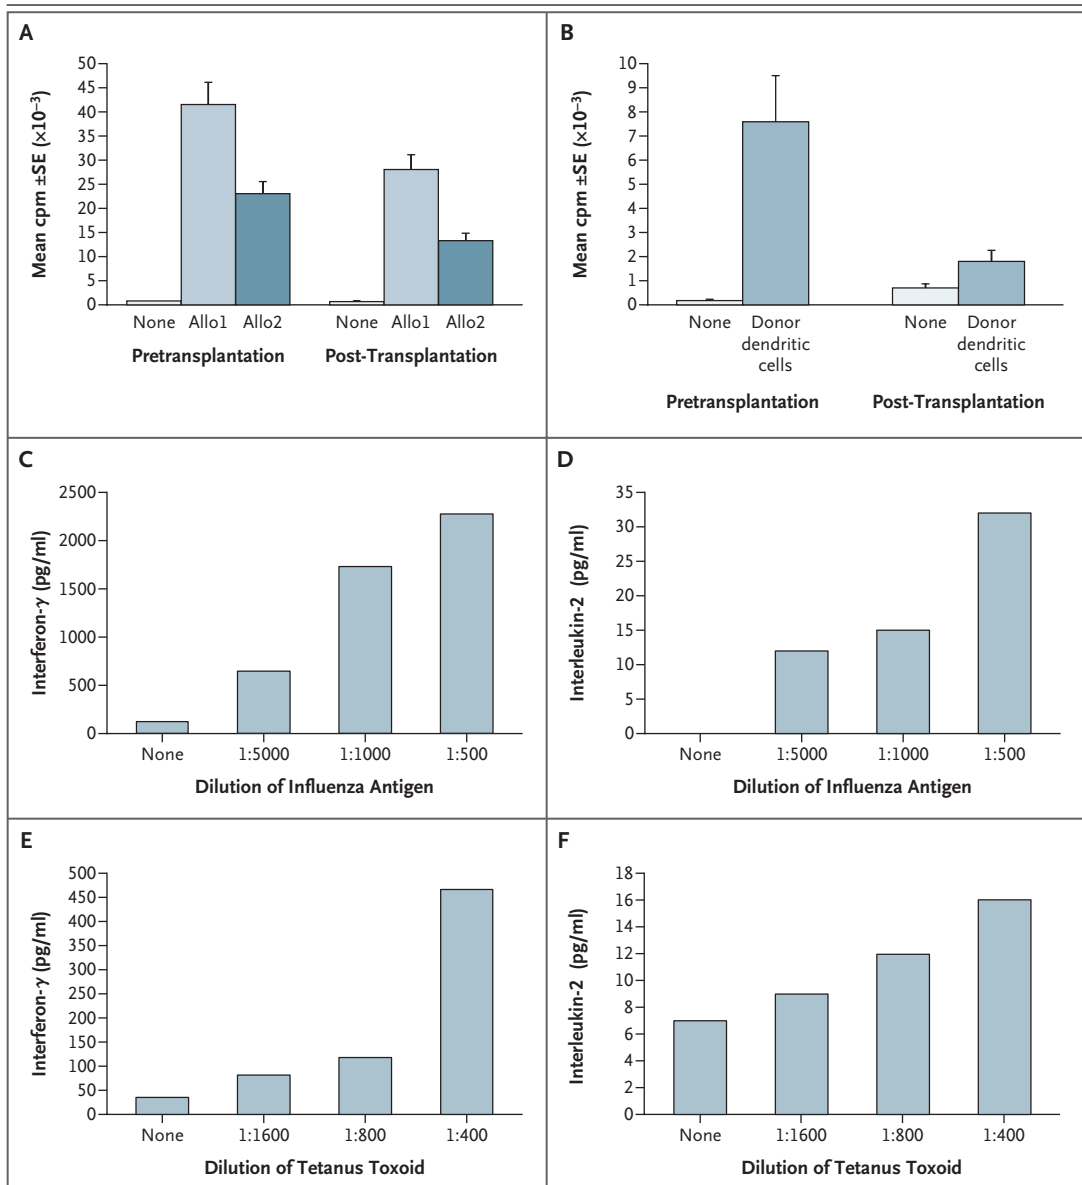 A
Mean cpm ±SE (×10⁻³)
50
45
40
35
30
25
20
15
10
5
0
None Allo1 Allo2 None Allo1 Allo2
Pretransplantation Post-Transplantation
B
Mean cpm ±SE (×10⁻³)
10
9
8
7
6
5
4
3
2
1
0
None Donor dendritic cells None Donor dendritic cells
Pretransplantation Post-Transplantation
C
Interferon-γ (pg/ml)
2500
2000
1500
1000
500
0
None 1:5000 1:1000 1:500
Dilution of Influenza Antigen
D
Interleukin-2 (pg/ml)
35
30
25
20
15
10
5
0
None 1:5000 1:1000 1:500
Dilution of Influenza Antigen
E
Interferon-γ (pg/ml)
500
450
400
350
300
250
200
150
100
50
0
None 1:1600 1:800 1:400
Dilution of Tetanus Toxoid
F
Interleukin-2 (pg/ml)
18
16
14
12
10
8
6
4
2
0
None 1:1600 1:800 1:400
Dilution of Tetanus Toxoid